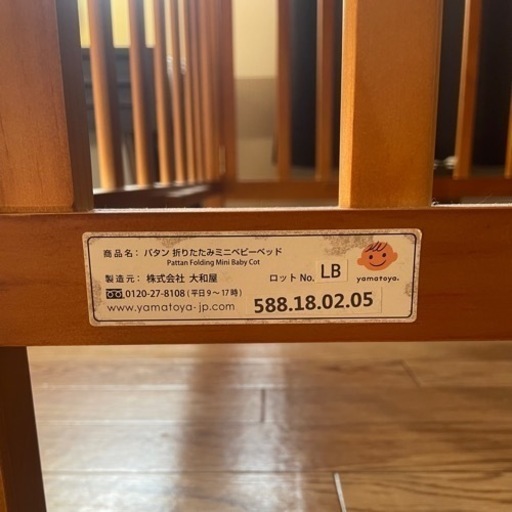 商品名: パタン 折りたたみミニベビーベッド
Pattan Folding Mini Baby Cot
製造元: 株式会社 大和屋
ロット No. LB
0120-27-8108 (平日9〜17時)
www.yamatoya-jp.com
588.18.02.05
yamatoya.